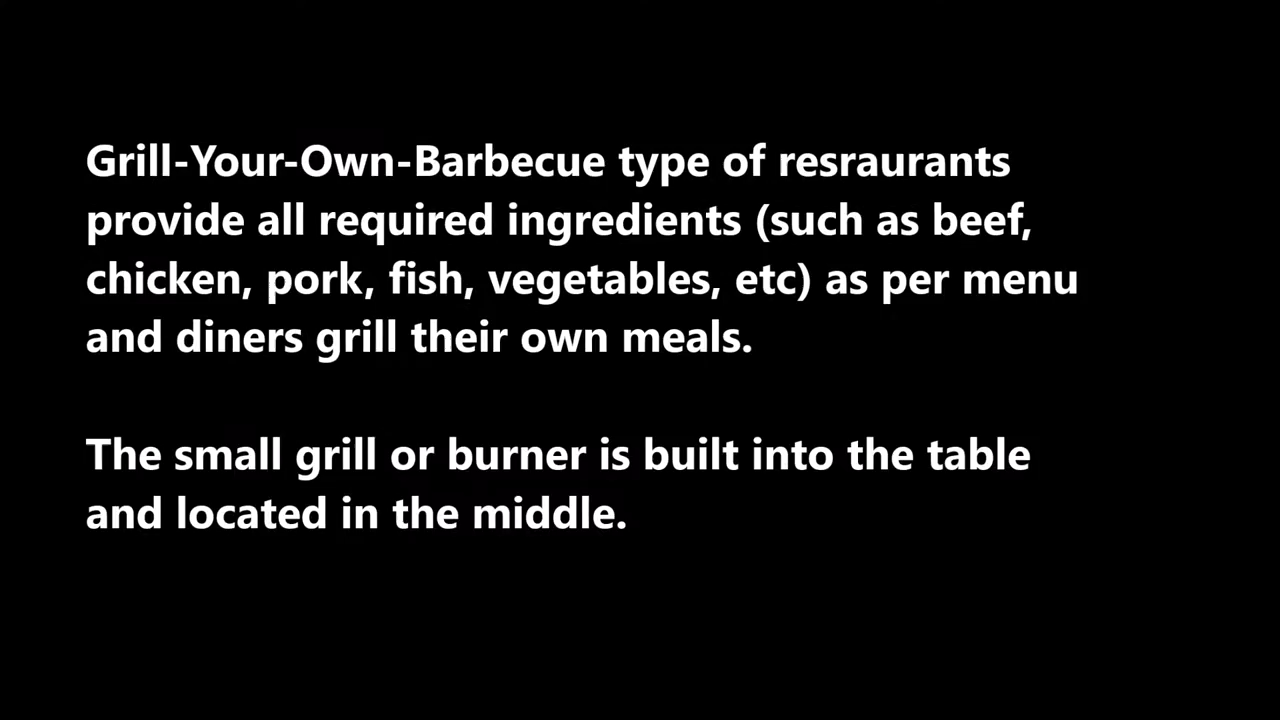 Grill-Your-Own-Barbecue type of resraurants
provide all required ingredients (such as beef,
chicken, pork, fish, vegetables, etc) as per menu
and diners grill their own meals.
The small grill or burner is built into the table
and located in the middle.